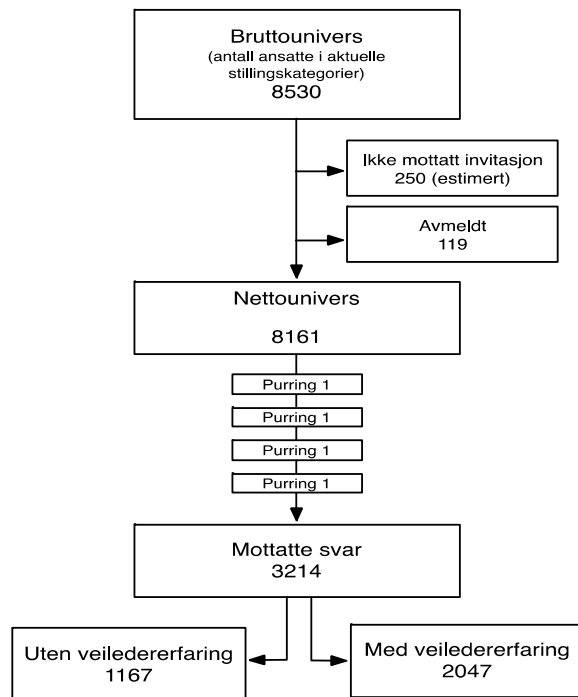 Bruttounivers
(antall ansatte i aktuelle
stillingskategorier)
8530
Ikke mottatt invitasjon
250 (estimert)
Avmeldt
119
Nettounivers
8161
Purring 1
Purring 1
Purring 1
Purring 1
Mottatte svar
3214
Uten veiledererfaring
1167
Med veiledererfaring
2047